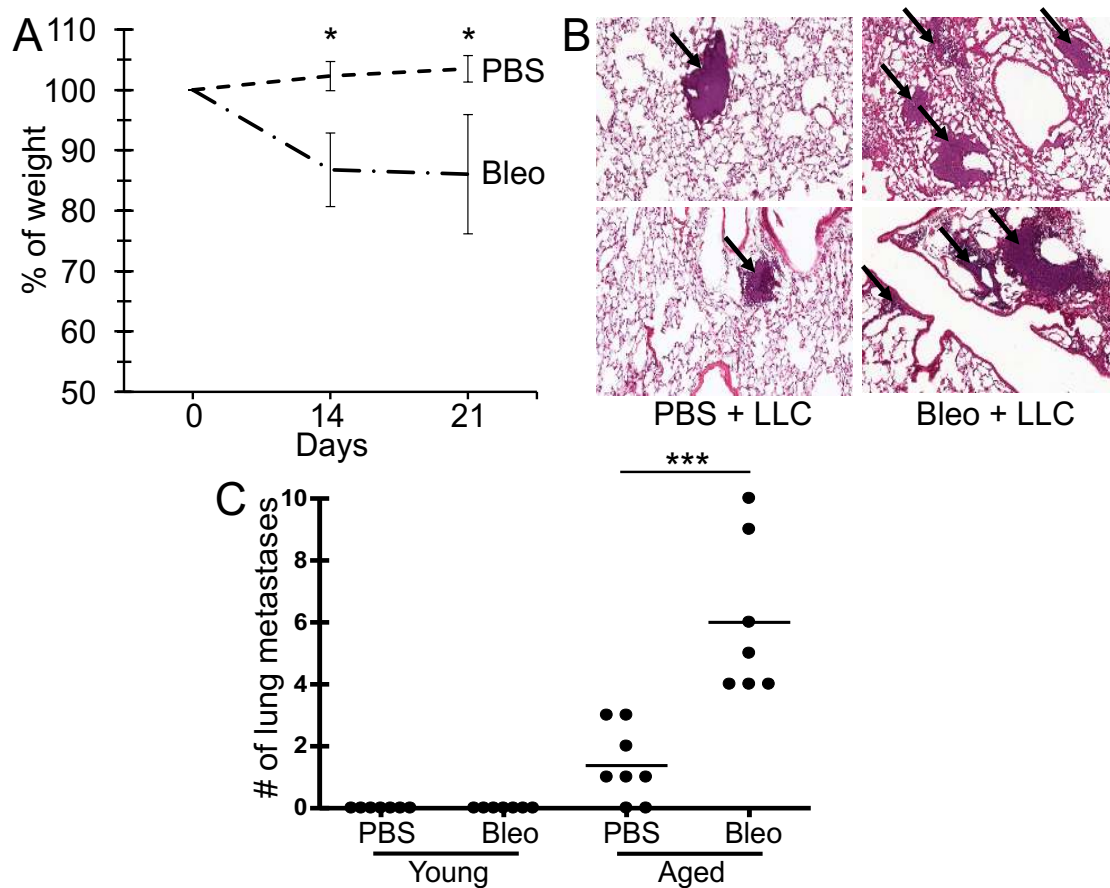 A
110
100
90
80
70
60
50
% of weight
*
*
PBS
Bleo
0
14
21
Days
B
PBS + LLC
Bleo + LLC
C
10
8
6
4
2
0
# of lung metastases
***
PBS
Bleo
PBS
Bleo
Young
Aged